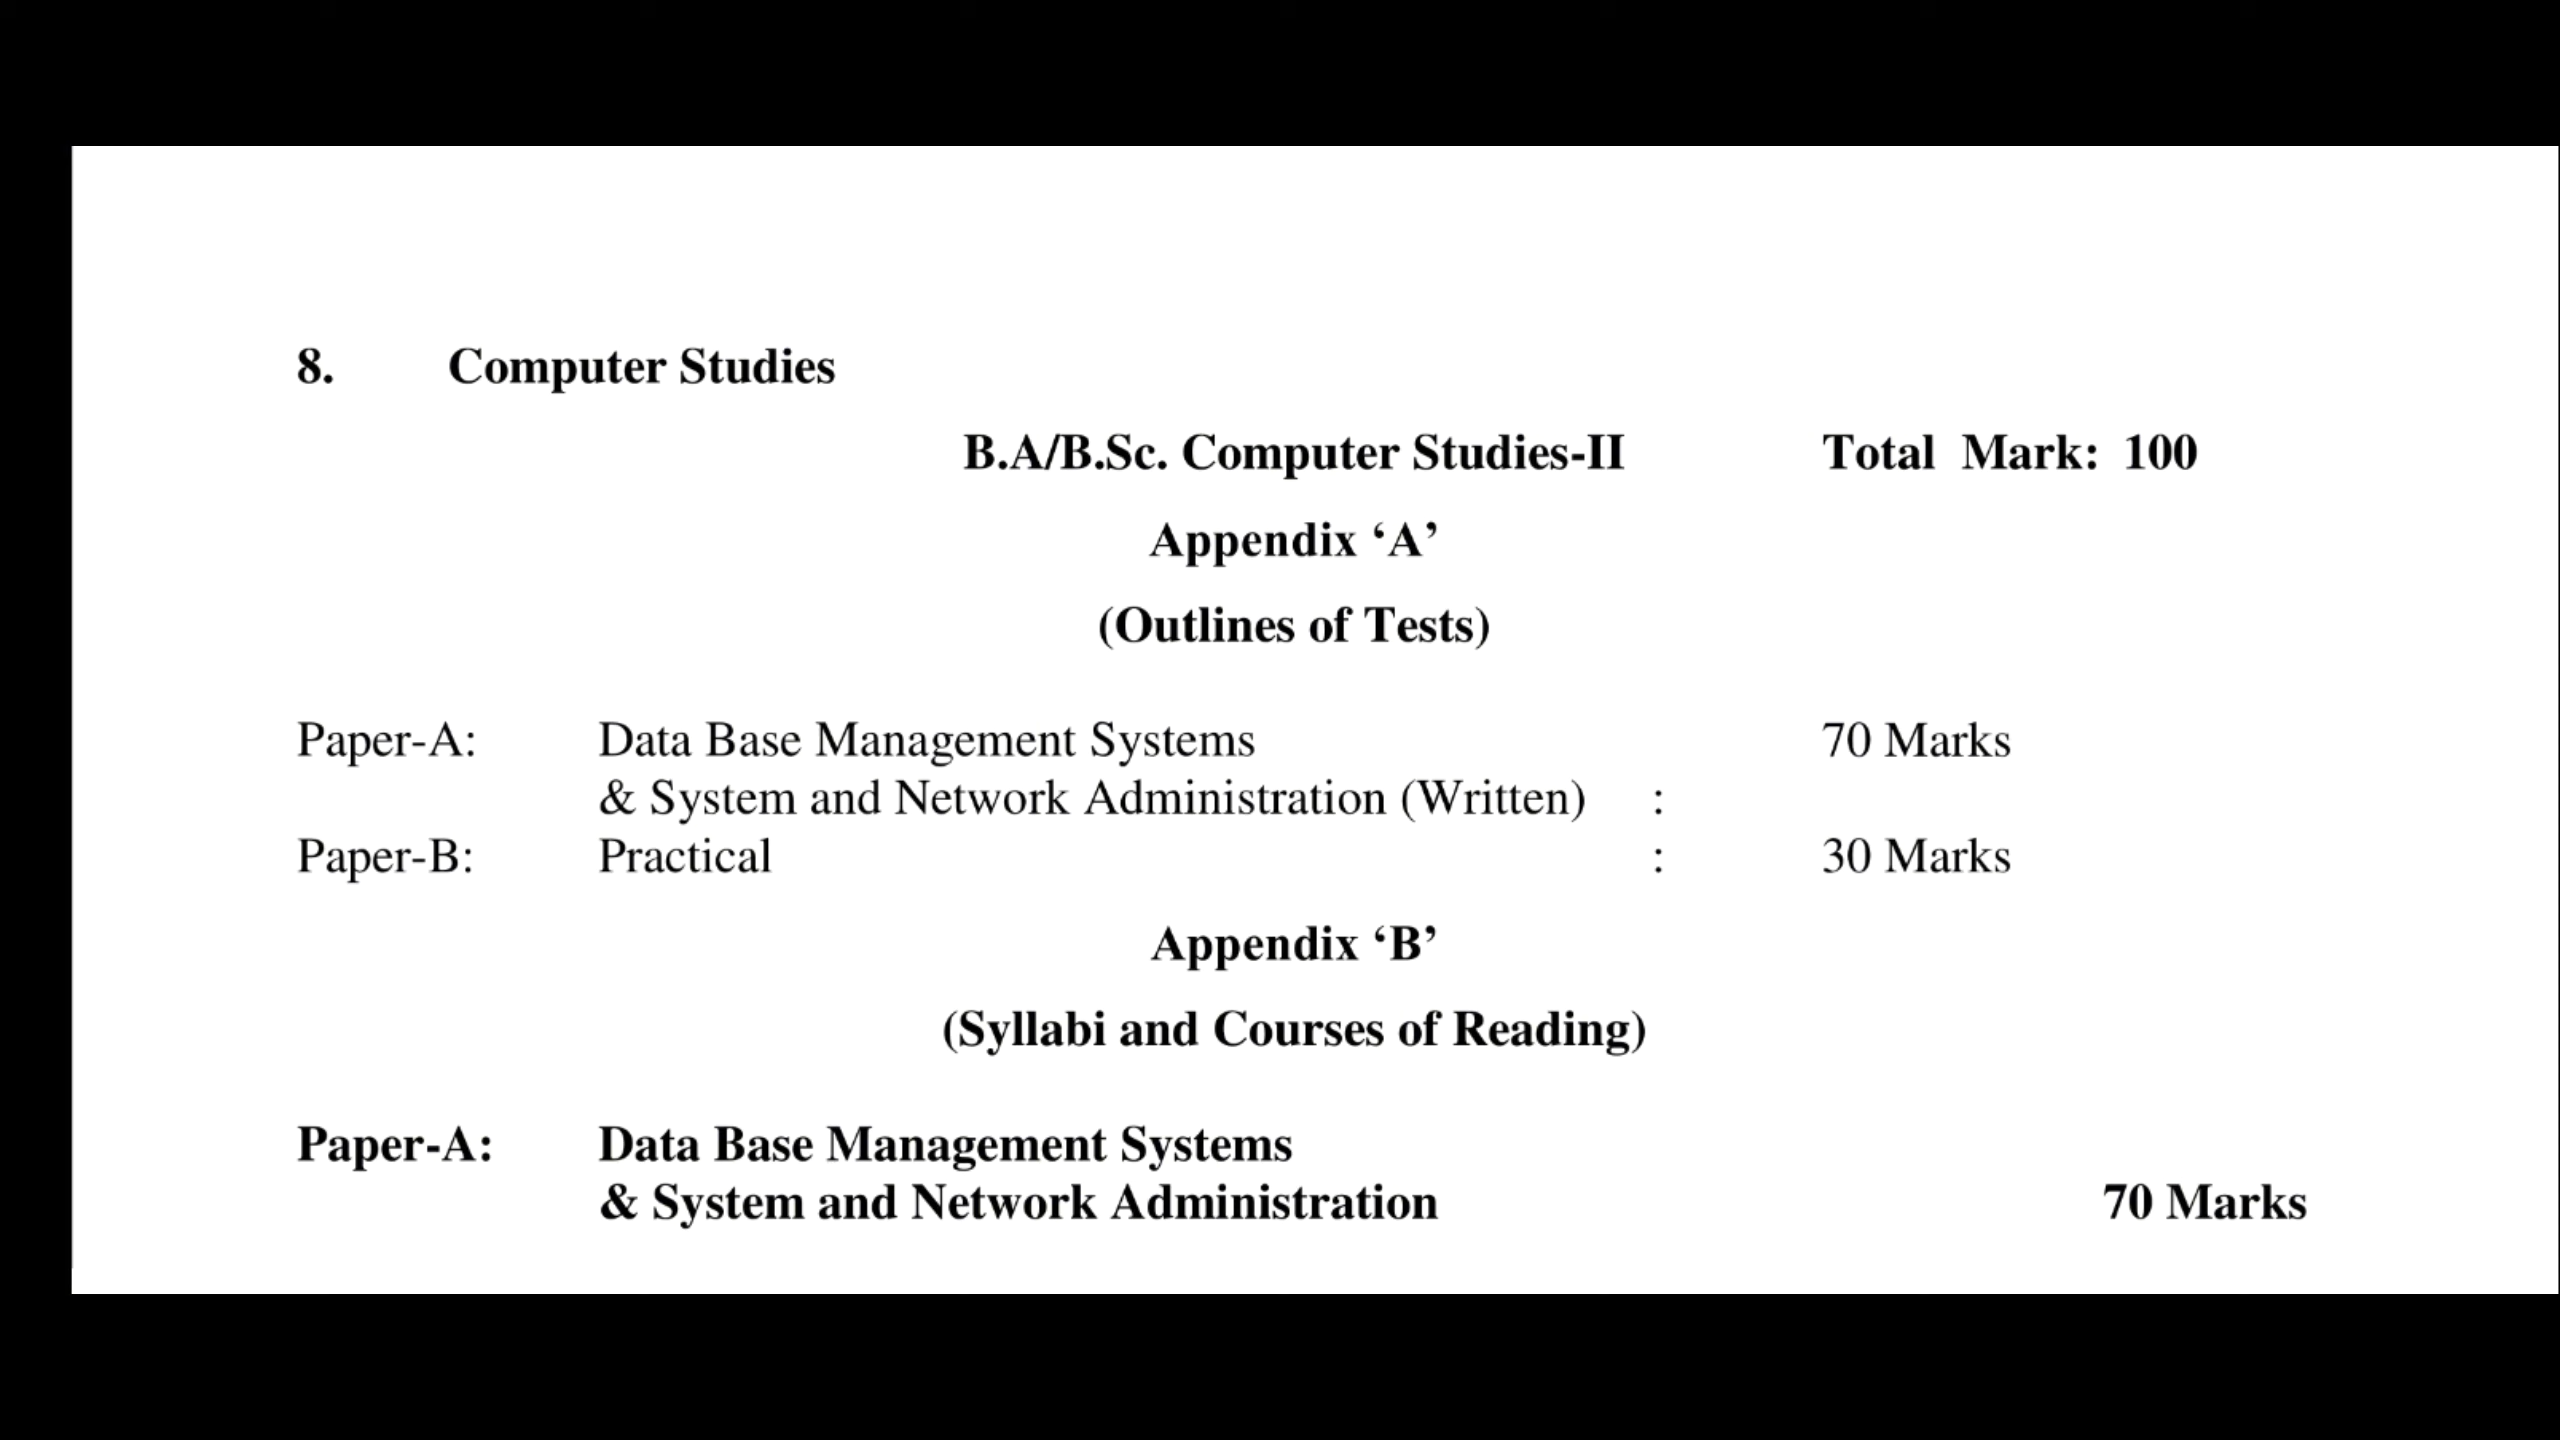 8. Computer Studies
B.A/B.Sc. Computer Studies-II Total Mark: 100
Appendix ‘A’
(Outlines of Tests)
Paper-A: Data Base Management Systems 70 Marks
& System and Network Administration (Written) :
Paper-B: Practical : 30 Marks
Appendix ‘B’
(Syllabi and Courses of Reading)
Paper-A: Data Base Management Systems
& System and Network Administration 70 Marks